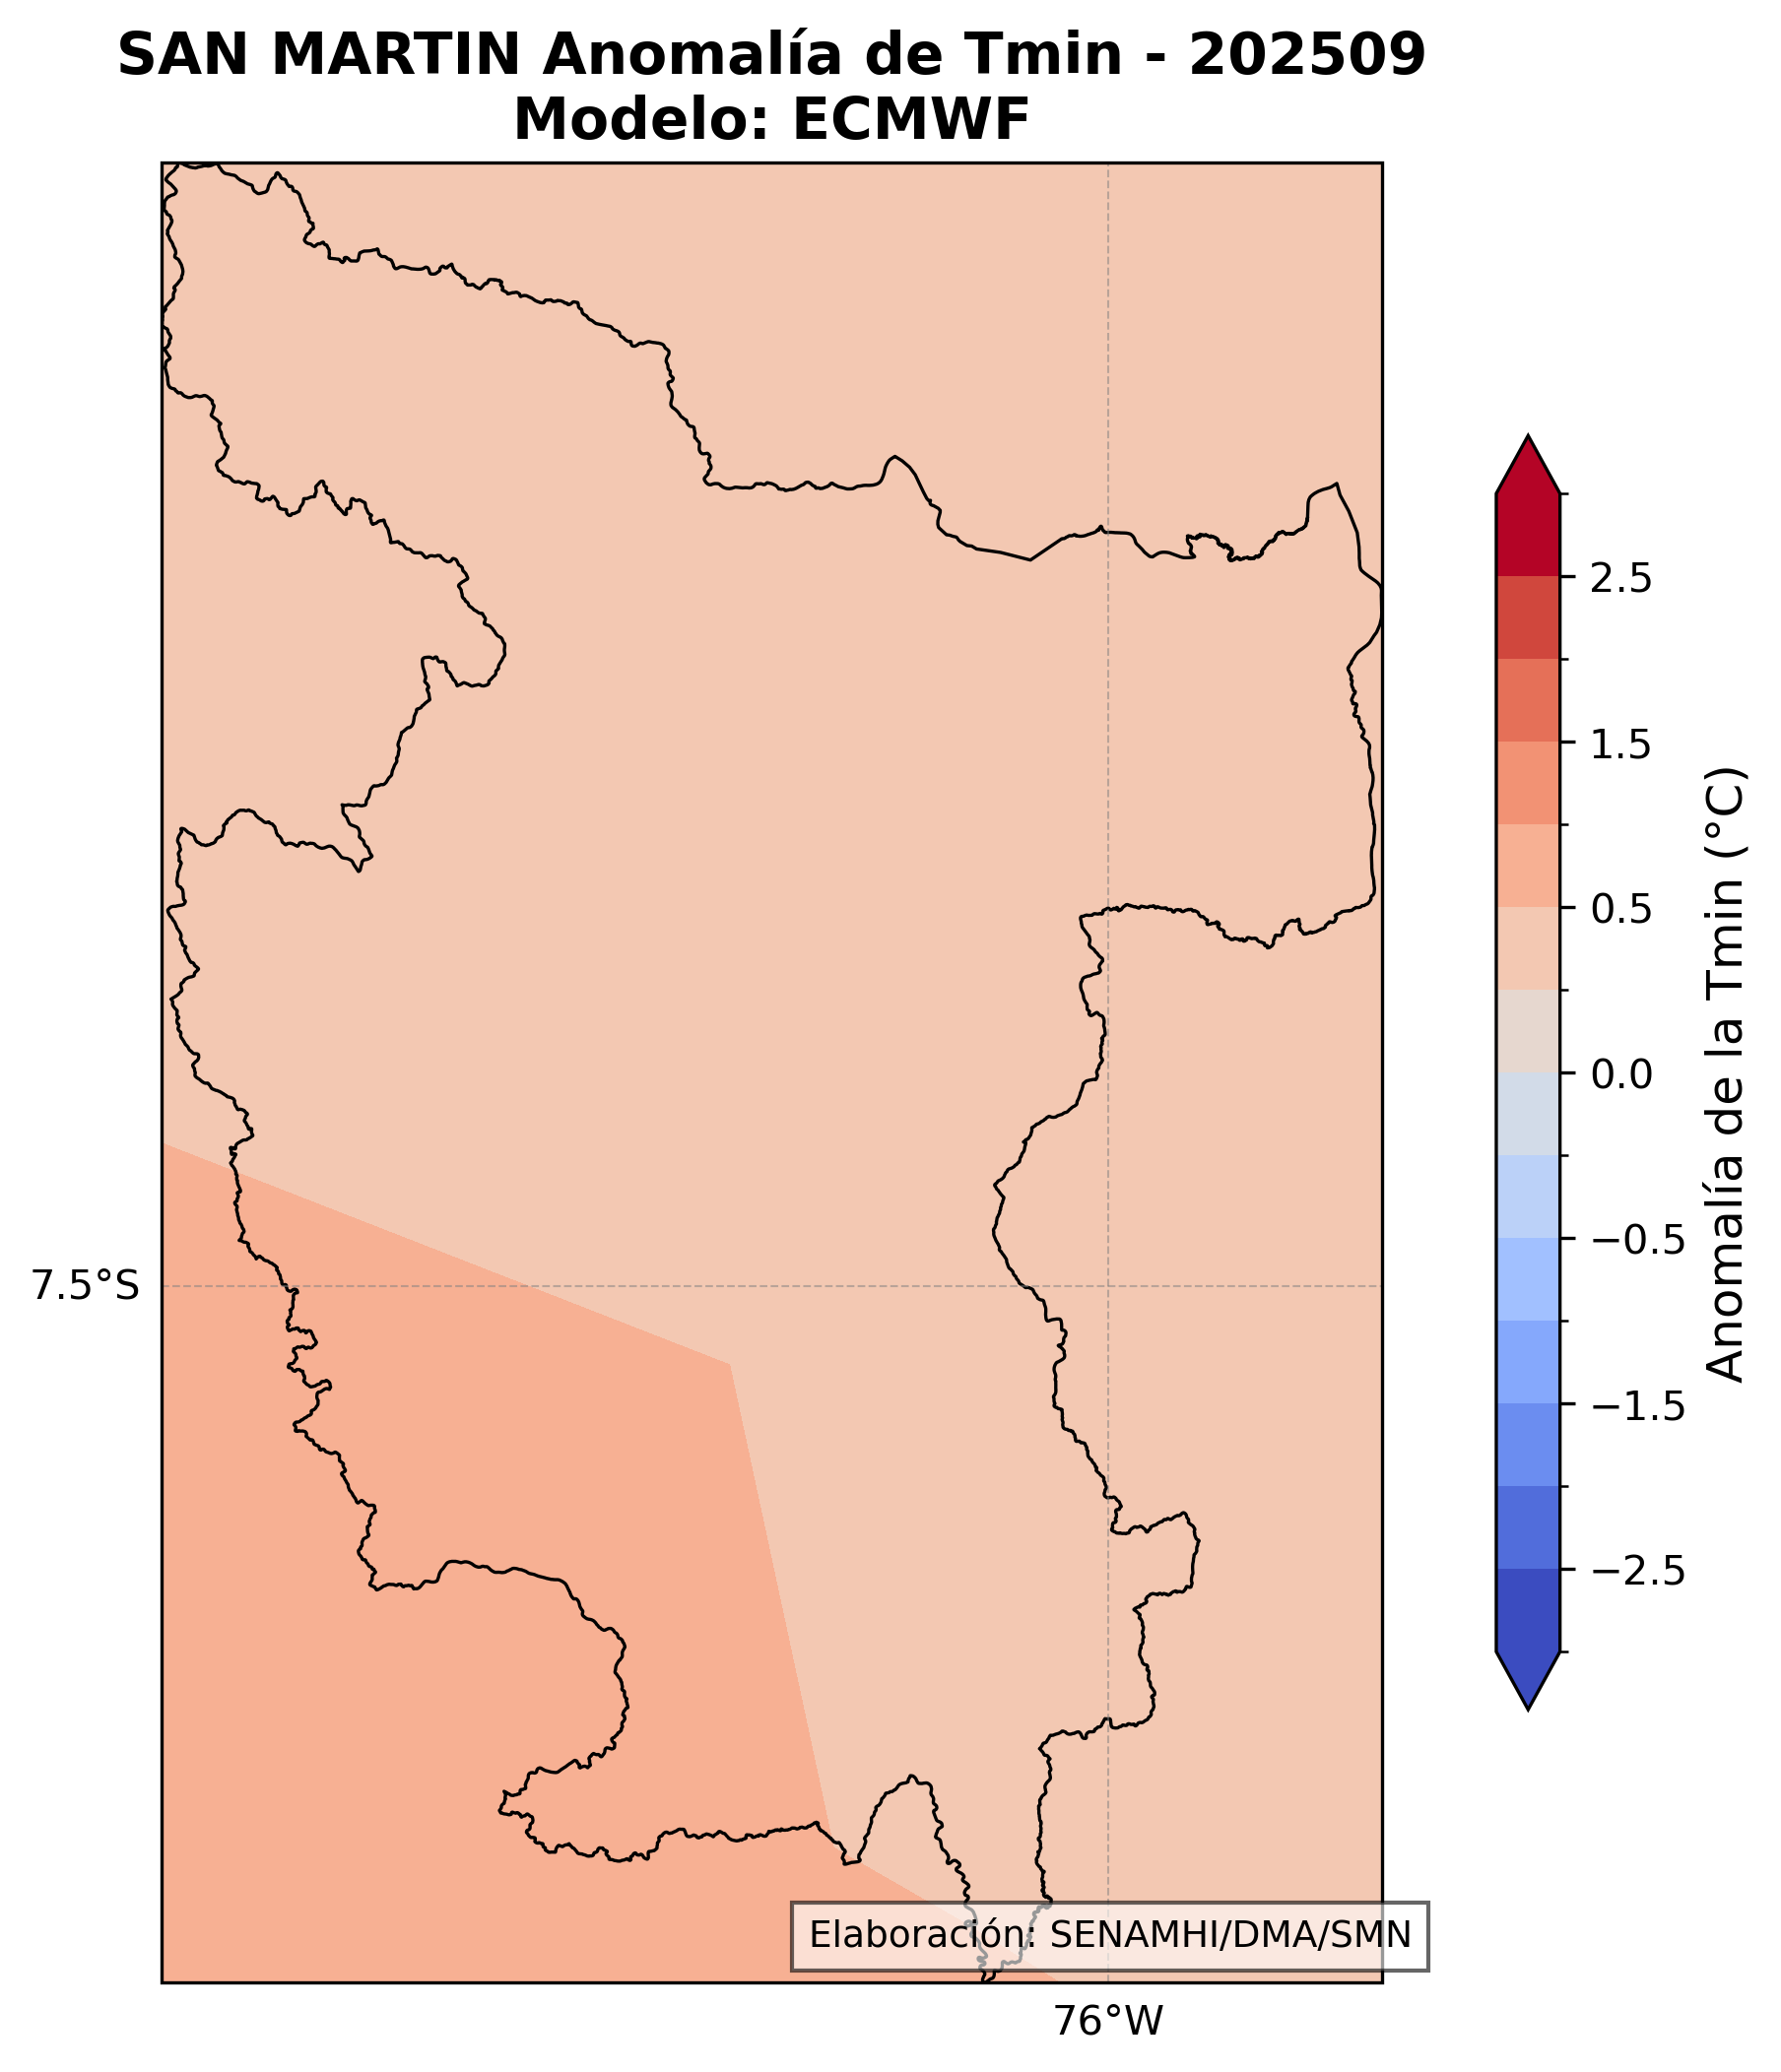 SAN MARTIN Anomalía de Tmin - 202509
Modelo: ECMWF
2.5
1.5
0.5
0.0
−0.5
−1.5
−2.5
Anomalía de la Tmin (°C)
7.5°S
76°W
Elaboración: SENAMHI/DMA/SMN